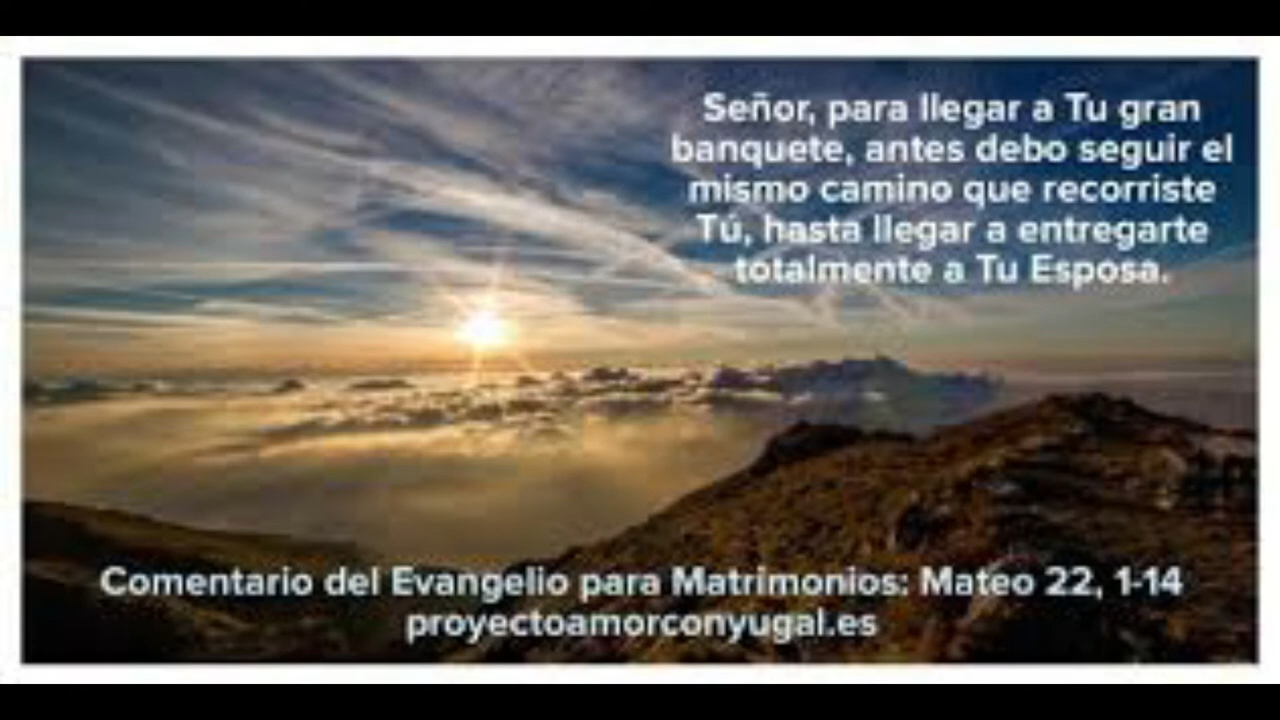 Señor, para llegar a Tu gran
banquete, antes debo seguir el
mismo camino que recorriste
Tú, hasta llegar a entregarte
totalmente a Tu Esposa.
Comentario del Evangelio para Matrimonios: Mateo 22, 1-14
proyectoamorconyugal.es